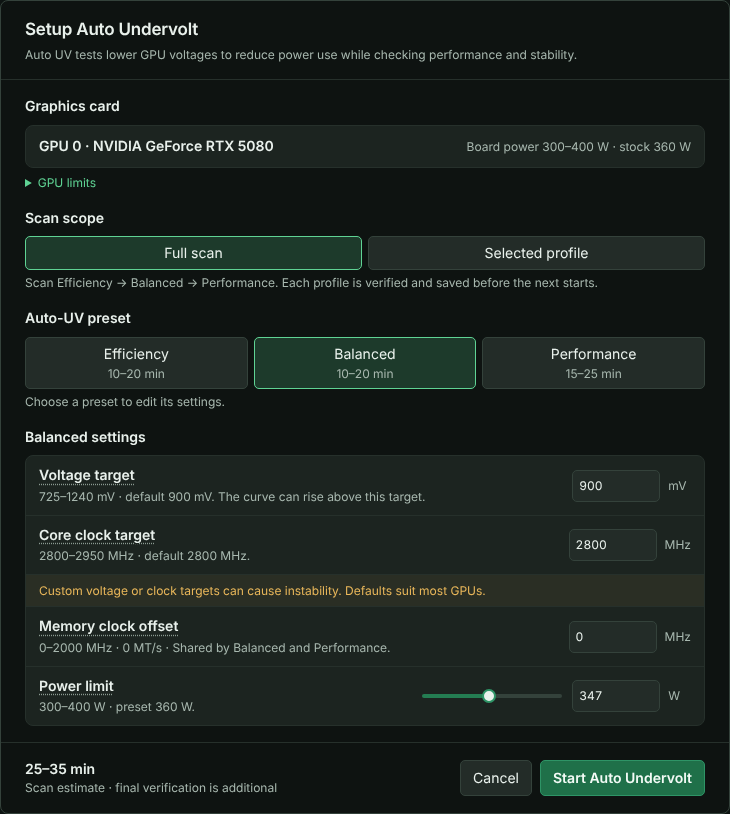 Setup Auto Undervolt
Auto UV tests lower GPU voltages to reduce power use while checking performance and stability.
Graphics card
GPU 0 · NVIDIA GeForce RTX 5080
Board power 300–400 W · stock 360 W
GPU limits
Scan scope
Full scan
Selected profile
Scan Efficiency → Balanced → Performance. Each profile is verified and saved before the next starts.
Auto-UV preset
Efficiency
10–20 min
Balanced
10–20 min
Performance
15–25 min
Choose a preset to edit its settings.
Balanced settings
Voltage target
725–1240 mV · default 900 mV. The curve can rise above this target.
900 mV
Core clock target
2800–2950 MHz · default 2800 MHz.
2800 MHz
Custom voltage or clock targets can cause instability. Defaults suit most GPUs.
Memory clock offset
0–2000 MHz · 0 MT/s · Shared by Balanced and Performance.
0 MHz
Power limit
300–400 W · preset 360 W.
347 W
25–35 min
Scan estimate · final verification is additional
Cancel
Start Auto Undervolt